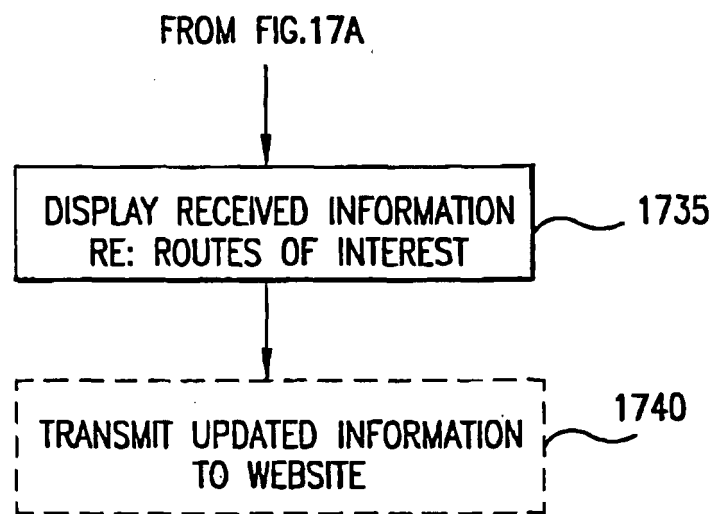 FROM FIG.17A
DISPLAY RECEIVED INFORMATION
RE: ROUTES OF INTEREST
1735
TRANSMIT UPDATED INFORMATION
TO WEBSITE
1740